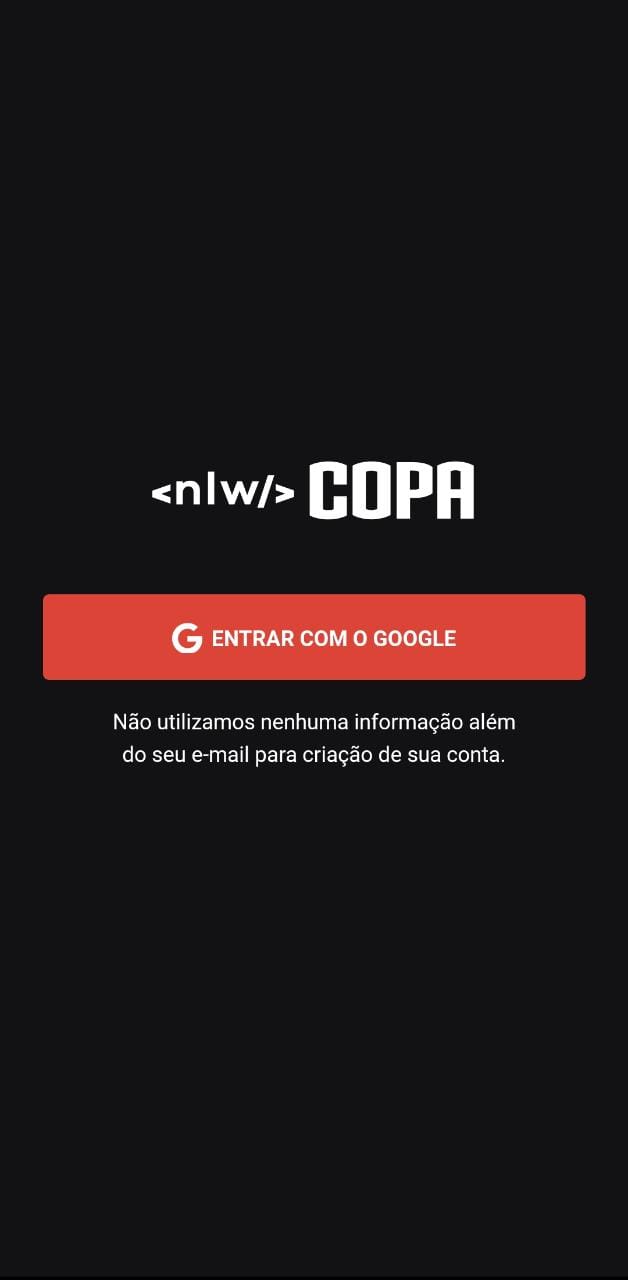 <nlw/> COPA
ENTRAR COM O GOOGLE
Não utilizamos nenhuma informação além
do seu e-mail para criação de sua conta.